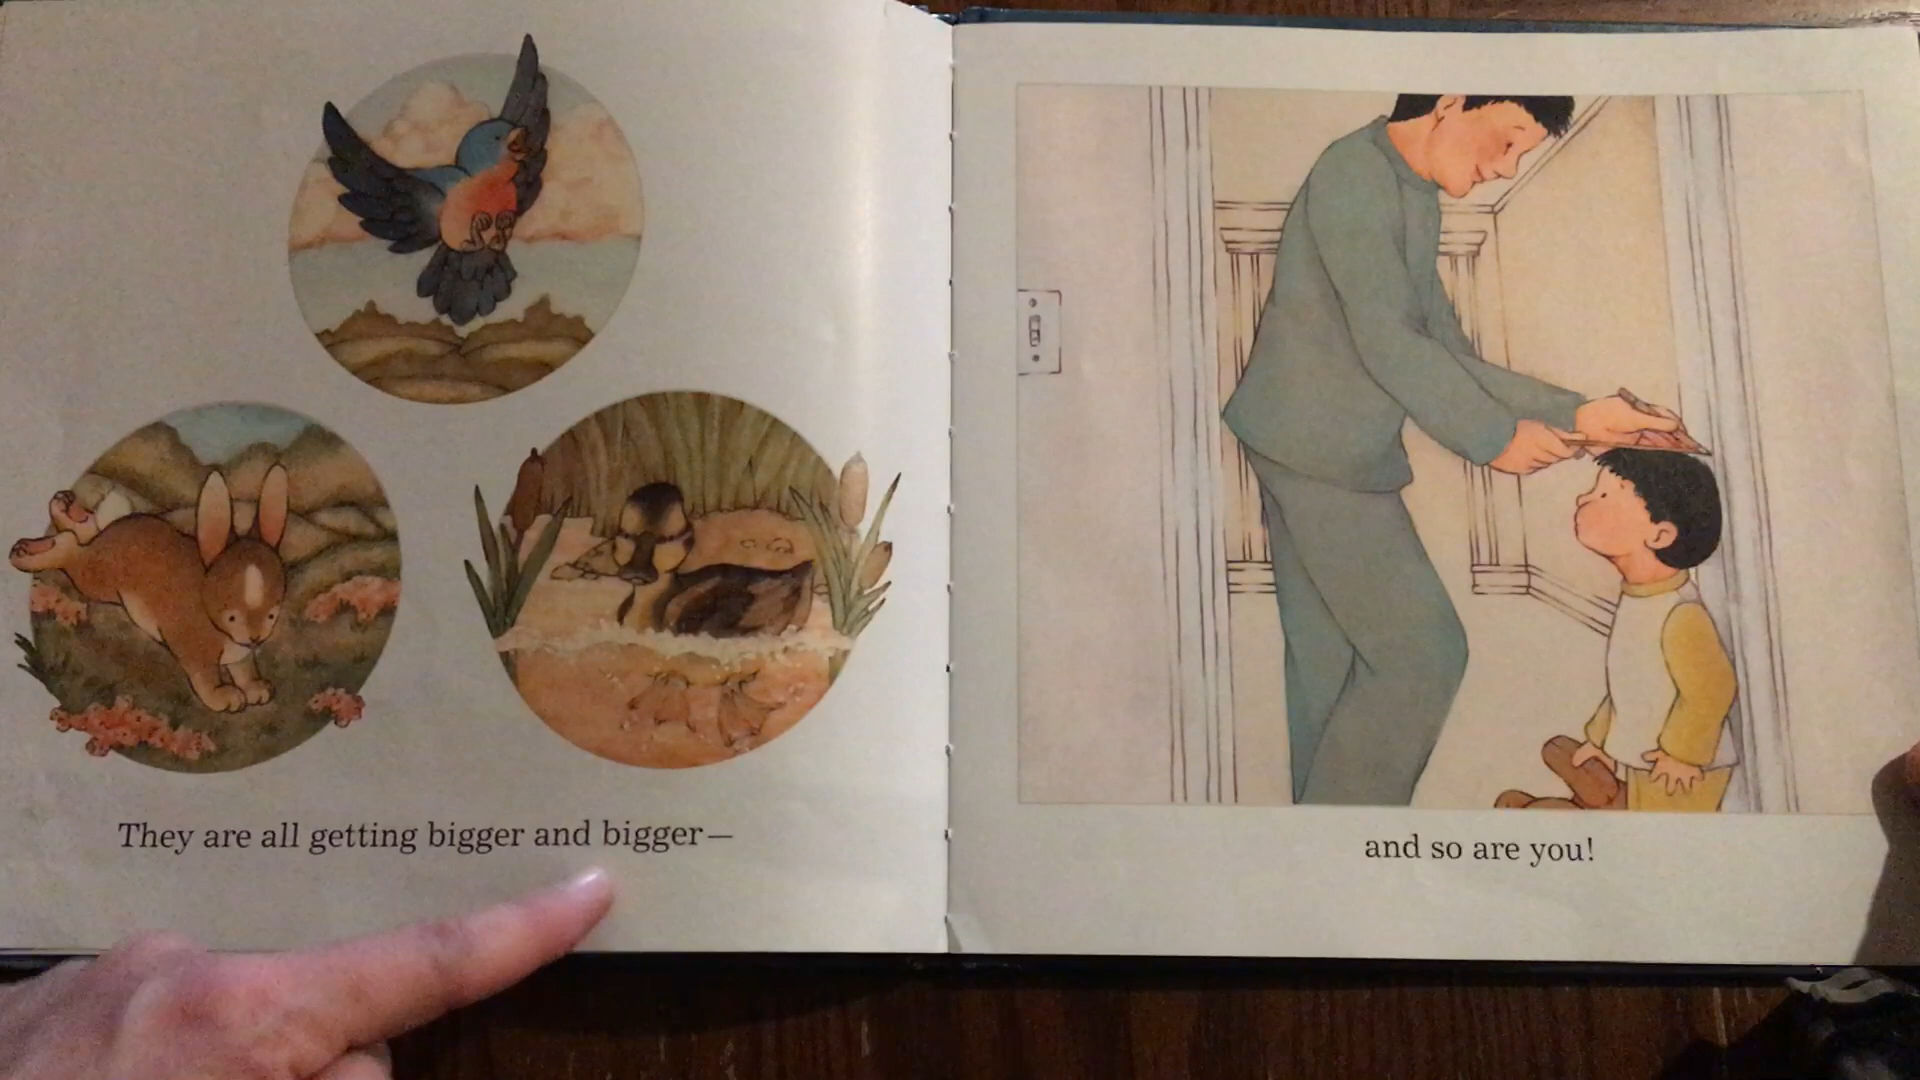 They are all getting bigger and bigger—
and so are you!